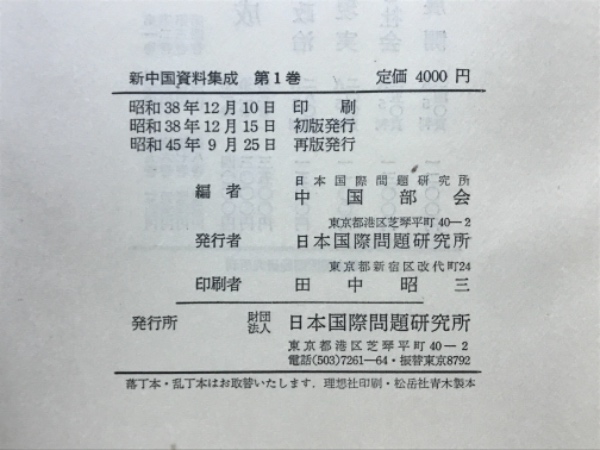 新中国資料集成 第1巻 定価 4000 円
昭和38年12月10日 印 刷
昭和38年12月15日 初版発行
昭和45年 9月25日 再版発行
日本国際問題研究所
編者 中国部会
東京都港区芝琴平町40-2
発行者 日本国際問題研究所
東京都新宿区改代町24
印刷者 田中昭三
発行所 財団法人 日本国際問題研究所
東京都港区芝琴平町40-2
電話(503)7261-64・振替東京8792
落丁本・乱丁本はお取替いたします. 理想社印刷・松岳社青木製本